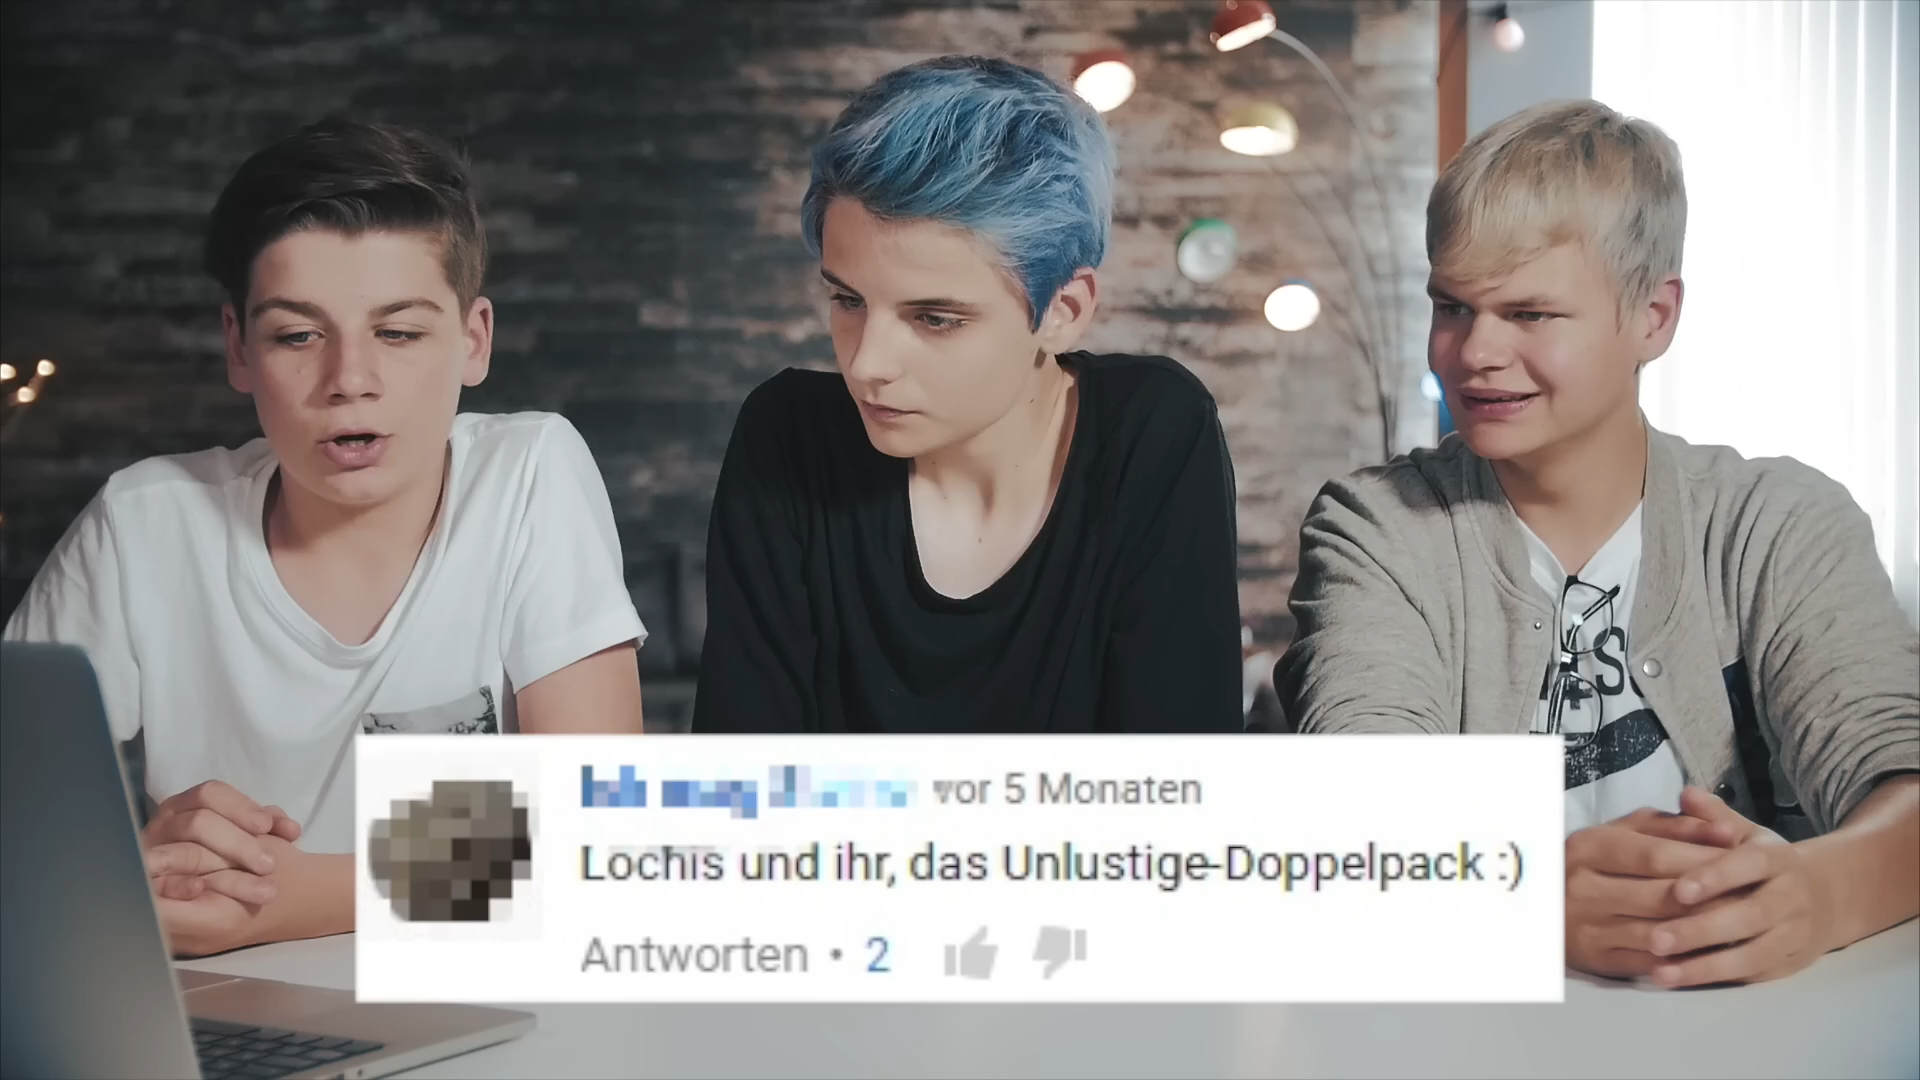 vor 5 Monaten
Lochis und ihr, das Unlustige-Doppelpack :)
Antworten • 2